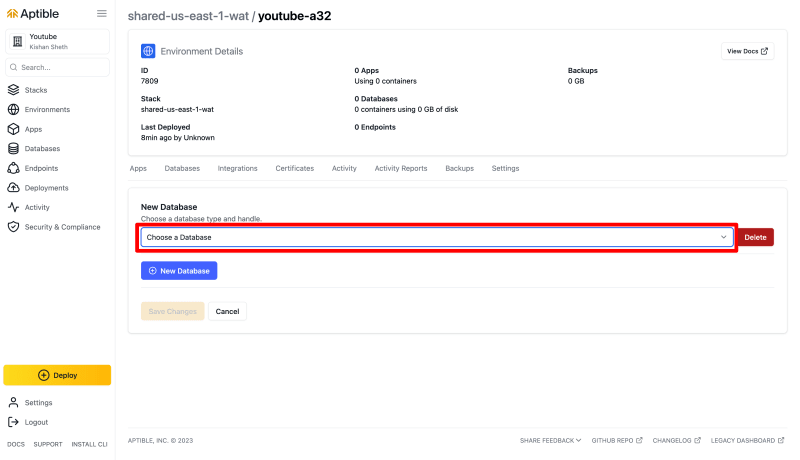 Aptible
Youtube
Kishan Sheth
Search...
Stacks
Environments
Apps
Databases
Endpoints
Deployments
Activity
Security & Compliance
Deploy
Settings
Logout
DOCS SUPPORT INSTALL CLI
shared-us-east-1-wat / youtube-a32
Environment Details
View Docs
ID
7809
0 Apps
Using 0 containers
Backups
0 GB
Stack
shared-us-east-1-wat
0 Databases
0 containers using 0 GB of disk
Last Deployed
8min ago by Unknown
0 Endpoints
Apps Databases Integrations Certificates Activity Activity Reports Backups Settings
New Database
Choose a database type and handle.
Choose a Database
Delete
New Database
Save Changes Cancel
APTIBLE, INC. © 2023
SHARE FEEDBACK GITHUB REPO CHANGELOG LEGACY DASHBOARD